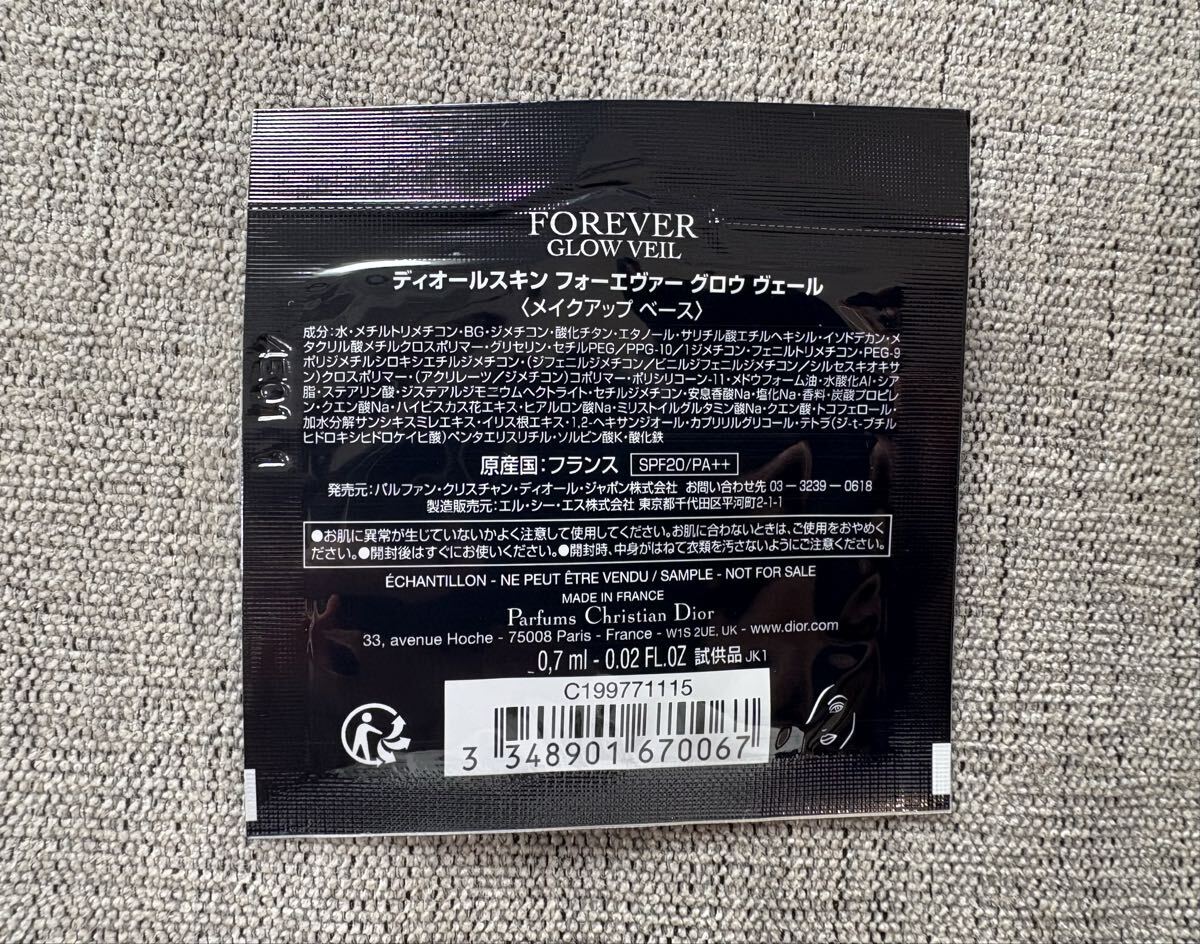 FOREVER
GLOW VEIL
ディオールスキン フォーエヴァー グロウ ヴェール
〈メイクアップ ベース〉
成分：水・メチルトリメチコン・BG・ジメチコン・酸化チタン・エタノール・サリチル酸エチルヘキシル・イソドデカン・メ
タクリル酸メチルクロスポリマー・グリセリン・セチルPEG／PPG-10／1ジメチコン・フェニルトリメチコン・PEG-9
ポリジメチルシロキシエチルジメチコン・（ジフェニルジメチコン／ビニルジフェニルジメチコン／シルセスキオキサ
ン）クロスポリマー・（アクリレーツ／ジメチコン）コポリマー・ポリシリコーン-11・メドウフォーム油・水酸化Al・シア
脂・ステアリン酸・ジステアルジモニウムヘクトライト・セチルジメチコン・安息香酸Na・塩化Na・香料・炭酸プロピレ
ン・クエン酸Na・ハイビスカス花エキス・ヒアルロン酸Na・ミリストイルグルタミン酸Na・クエン酸・トコフェロール・
加水分解サンシキスミレエキス・イリス根エキス・1,2-ヘキサンジオール・カプリリルグリコール・テトラ（ジ-t-ブチル
ヒドロキシヒドロケイヒ酸）ペンタエリスリチル・ソルビン酸K・酸化鉄
原産国：フランス SPF20/PA++
発売元：パルファン・クリスチャン・ディオール・ジャポン株式会社 お問い合わせ先 03－3239－0618
製造販売元：エル・シー・エス株式会社 東京都千代田区平河町2-1-1
●お肌に異常が生じていないかよく注意して使用してください。お肌に合わないときは、ご使用をおやめく
ださい。●開封後はすぐにお使いください。●開封時、中身がはねて衣類を汚さないようにご注意ください。
ÉCHANTILLON - NE PEUT ÊTRE VENDU / SAMPLE - NOT FOR SALE
MADE IN FRANCE
Parfums Christian Dior
33, avenue Hoche - 75008 Paris - France - W1S 2UE, UK - www.dior.com
0,7 ml - 0.02 FL.OZ 試供品 JK1
C199771115
3 348901 670067
4E01 1